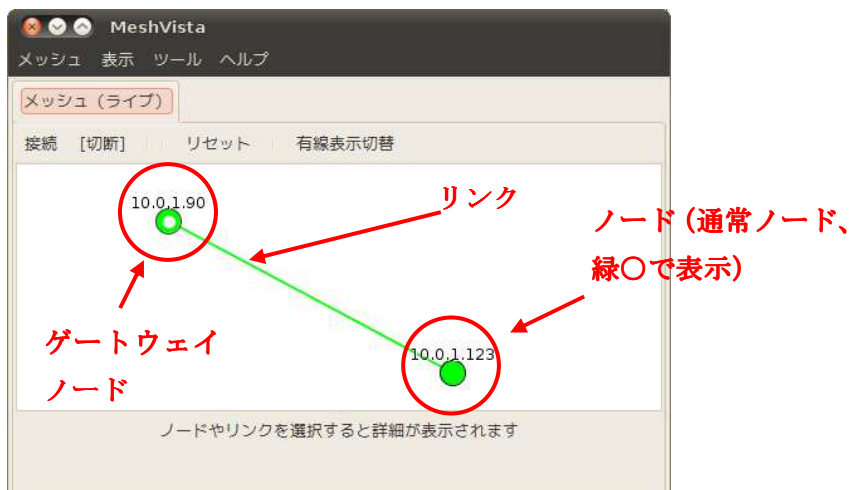 MeshVista
メッシュ 表示 ツール ヘルプ
メッシュ (ライブ)
接続 [切断] リセット 有線表示切替
10.0.1.90
リンク
ノード(通常ノード、
緑○で表示)
ゲートウェイ
ノード
10.0.1.123
ノードやリンクを選択すると詳細が表示されます